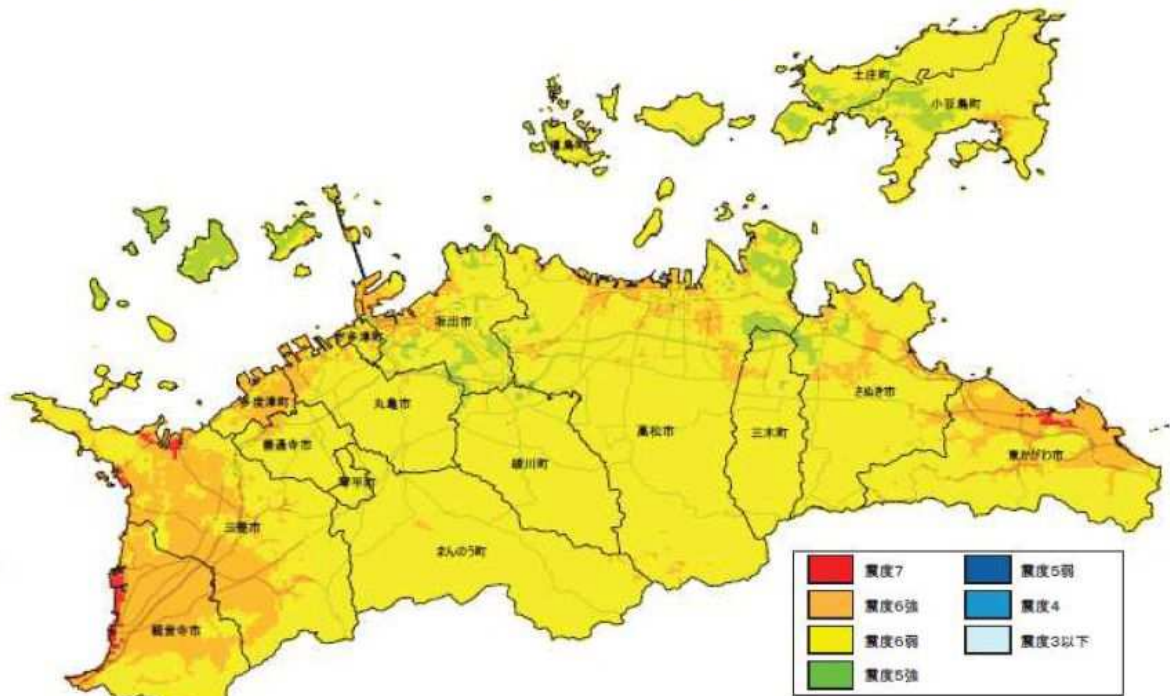 土庄町
小豆島町
直島町
坂出市
宇多津町
丸亀市
多度津町
善通寺市
琴平町
綾川町
高松市
三木町
さぬき市
東かがわ市
三豊市
まんのう町
観音寺市
震度7
震度6強
震度6弱
震度5強
震度5弱
震度4
震度3以下